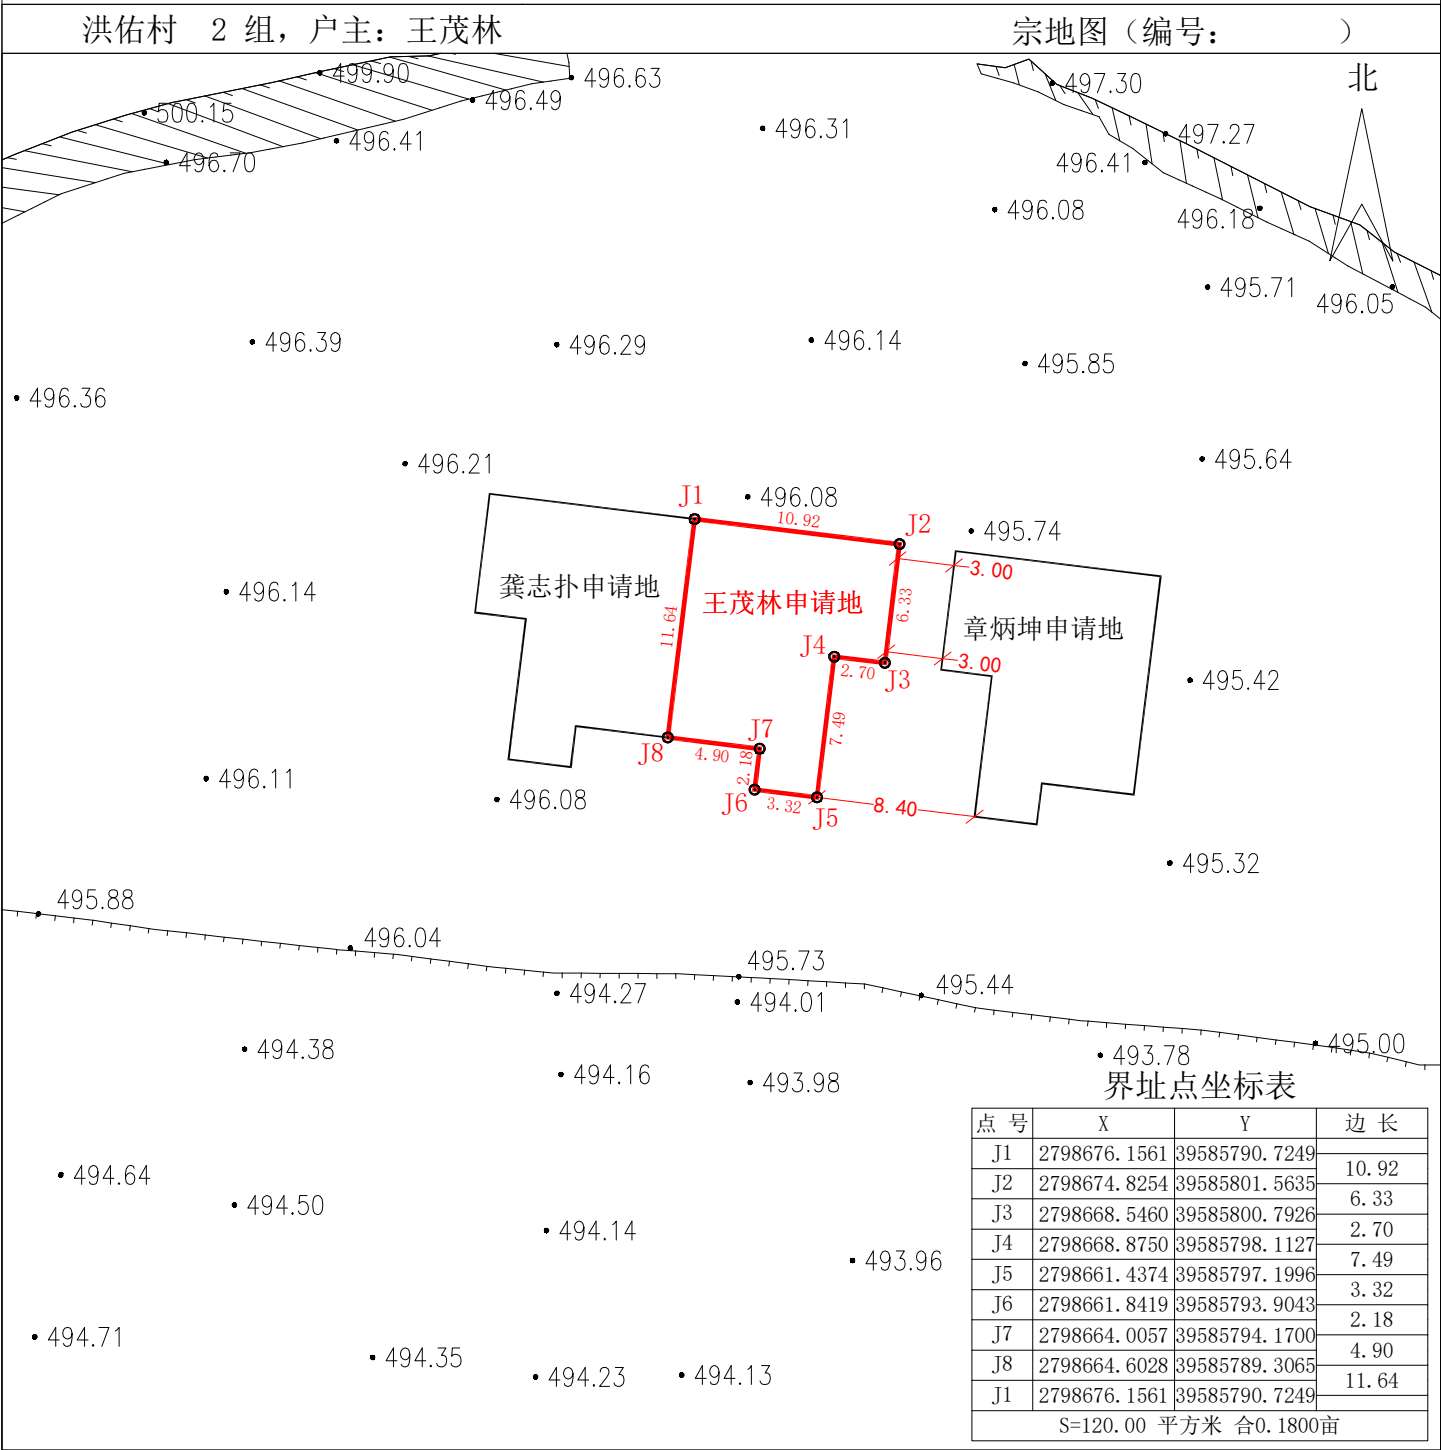 洪佑村 2 组，户主：王茂林 宗地图（编号： ）
北
499.90
496.63
497.30
500.15
496.49
496.31
497.27
496.70
496.41
496.41
496.08
496.18
495.71
496.05
496.39
496.29
496.14
495.85
496.36
496.21
495.64
J1
496.08
10.92
J2
495.74
3.00
龚志扑申请地
王茂林申请地
6.33
章炳坤申请地
496.14
11.64
J4
2.70
J3
3.00
495.42
7.49
J7
J8
4.90
2.18
496.11
496.08
J6
3.32
J5
8.40
495.32
495.88
496.04
495.73
495.44
494.27
494.01
495.00
494.38
493.78
494.16
493.98
494.64
494.50
494.14
493.96
494.71
494.35
494.23
494.13
界址点坐标表
点 号 X Y 边 长
J1 2798676.1561 39585790.7249
10.92
J2 2798674.8254 39585801.5635
6.33
J3 2798668.5460 39585800.7926
2.70
J4 2798668.8750 39585798.1127
7.49
J5 2798661.4374 39585797.1996
3.32
J6 2798661.8419 39585793.9043
2.18
J7 2798664.0057 39585794.1700
4.90
J8 2798664.6028 39585789.3065
11.64
J1 2798676.1561 39585790.7249
S=120.00 平方米 合0.1800亩